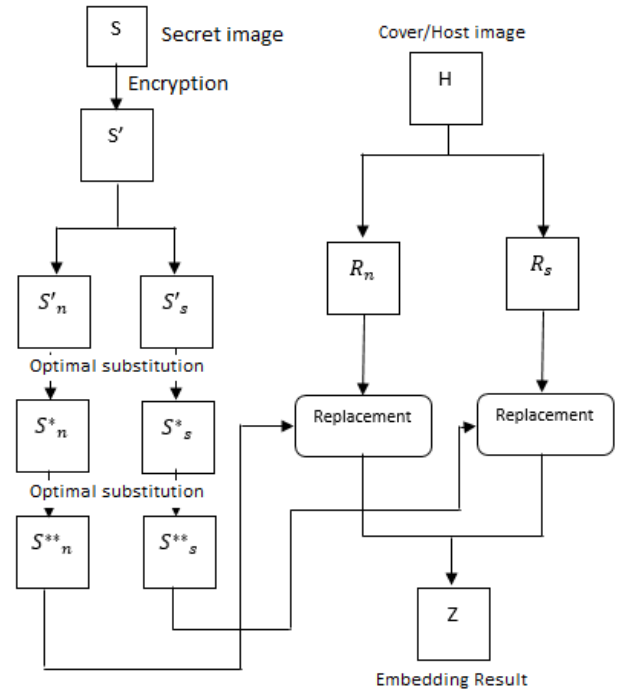 S
Secret image
Cover/Host image
Encryption
H
S′
R_n
R_s
S′_n
S′_s
Optimal substitution
S*_n
S*_s
Replacement
Replacement
Optimal substitution
S**_n
S**_s
Z
Embedding Result